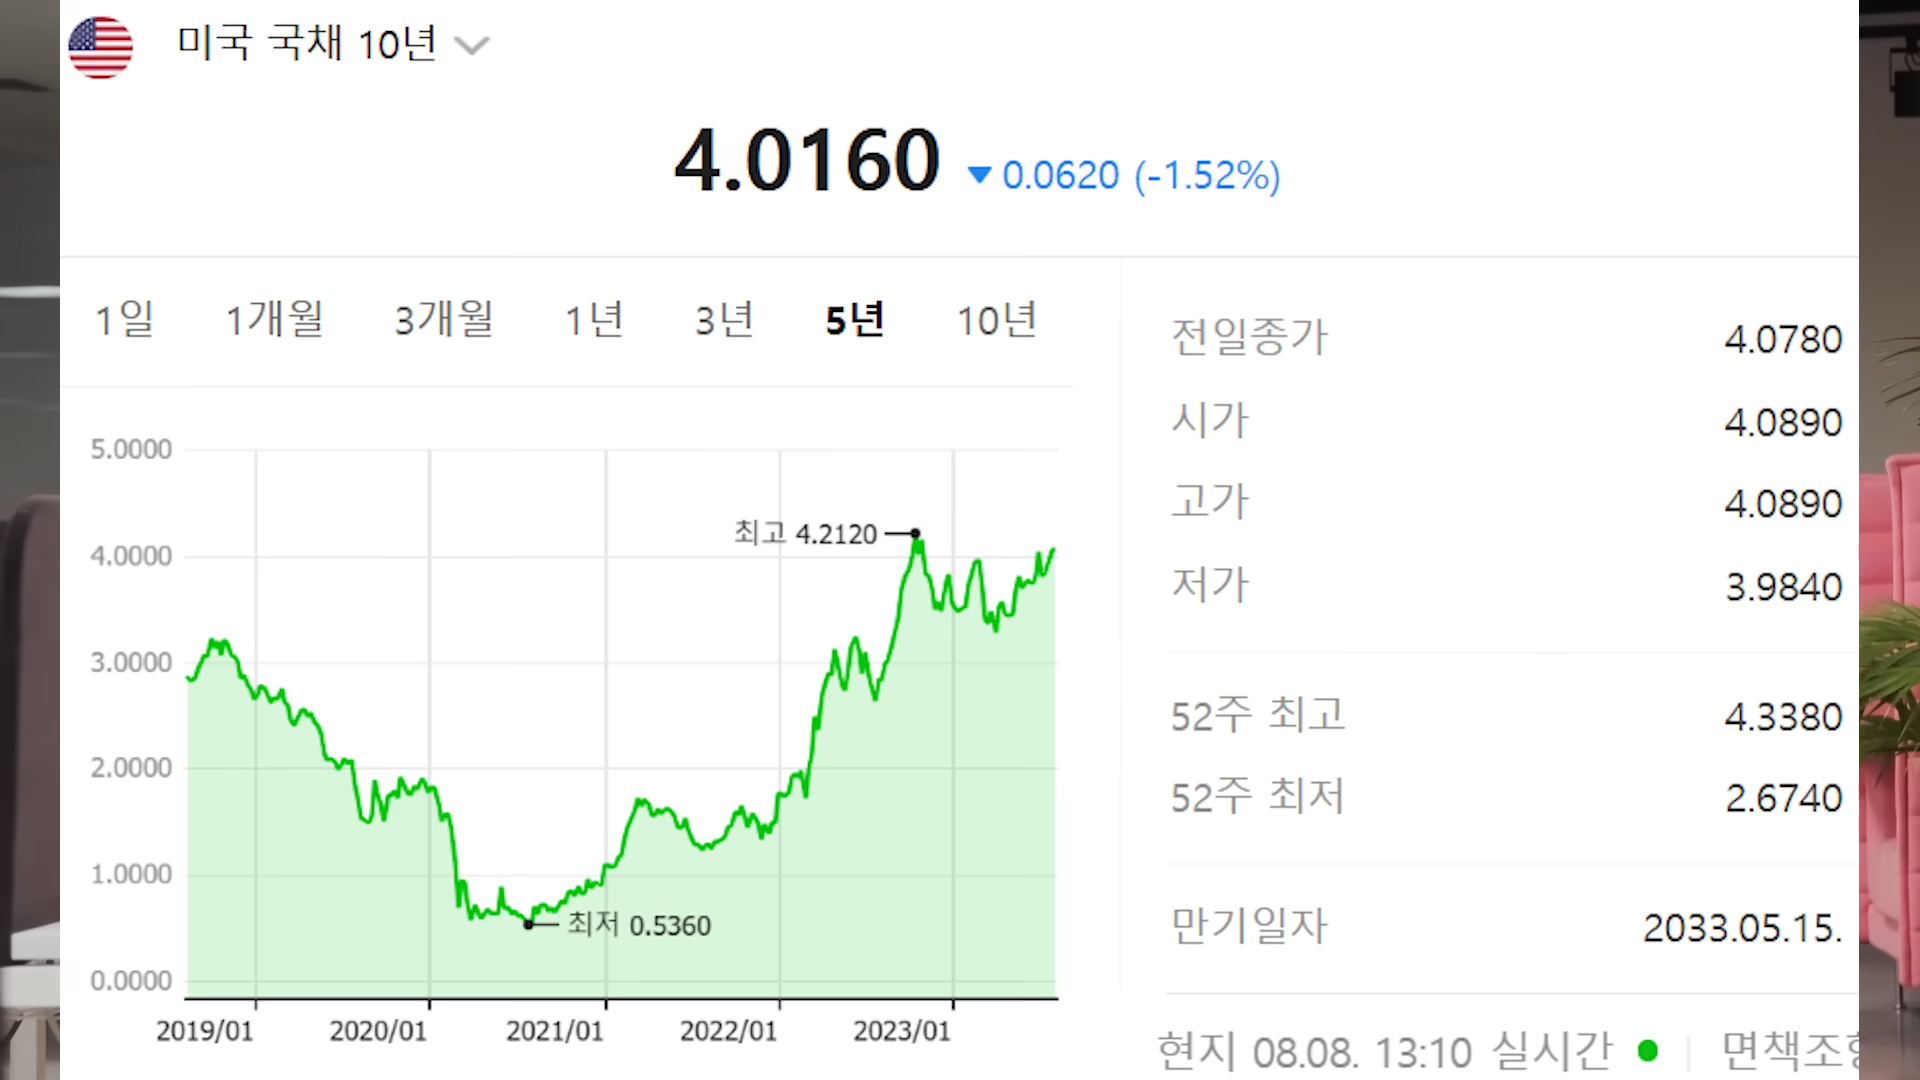 미국 국채 10년
4.0160 ▼ 0.0620 (-1.52%)
1일 1개월 3개월 1년 3년 5년 10년
5.0000
4.0000
3.0000
2.0000
1.0000
0.0000
최고 4.2120
최저 0.5360
2019/01 2020/01 2021/01 2022/01 2023/01
전일종가 4.0780
시가 4.0890
고가 4.0890
저가 3.9840
52주 최고 4.3380
52주 최저 2.6740
만기일자 2033.05.15.
현지 08.08. 13:10 실시간